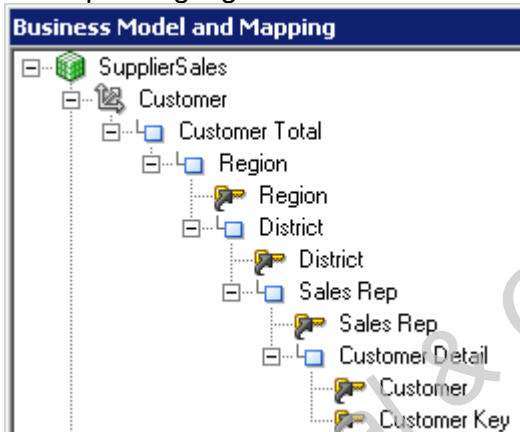 Business Model and Mapping
SupplierSales
Customer
Customer Total
Region
Region
District
District
Sales Rep
Sales Rep
Customer Detail
Customer
Customer Key